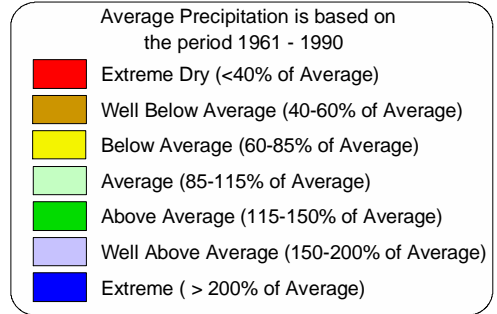 Average Precipitation is based on
the period 1961 - 1990
Extreme Dry (<40% of Average)
Well Below Average (40-60% of Average)
Below Average (60-85% of Average)
Average (85-115% of Average)
Above Average (115-150% of Average)
Well Above Average (150-200% of Average)
Extreme ( > 200% of Average)